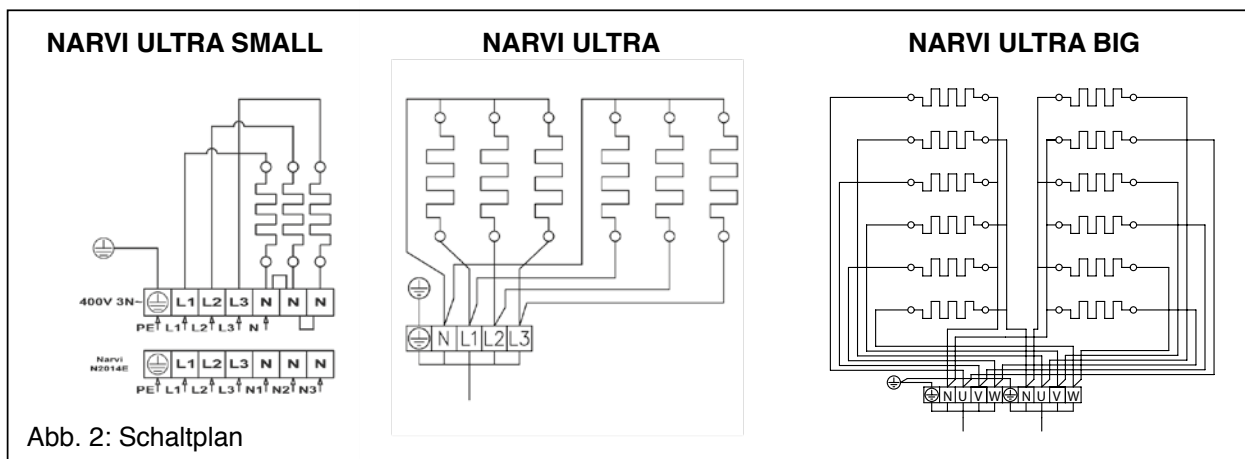 NARVI ULTRA SMALL
NARVI ULTRA
NARVI ULTRA BIG
400V 3N~ L1 L2 L3 N N N
PE L1 L2 L3 N
Narvi
N2014E
L1 L2 L3 N N N
PE L1 L2 L3 N1 N2 N3
N L1 L2 L3
N U V W N U V W
Abb. 2: Schaltplan